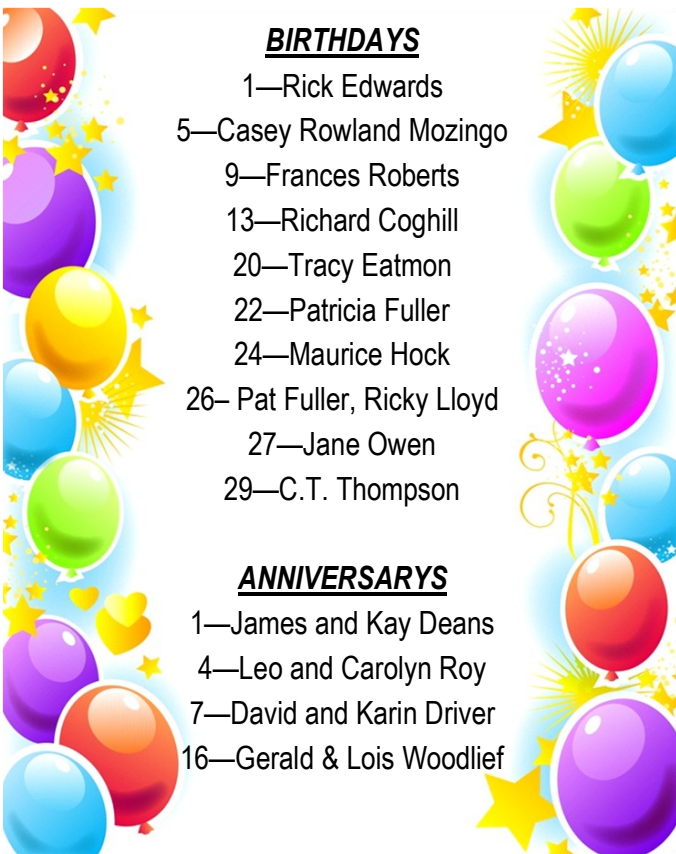 BIRTHDAYS
1—Rick Edwards
5—Casey Rowland Mozingo
9—Frances Roberts
13—Richard Coghill
20—Tracy Eatmon
22—Patricia Fuller
24—Maurice Hock
26– Pat Fuller, Ricky Lloyd
27—Jane Owen
29—C.T. Thompson
ANNIVERSARYS
1—James and Kay Deans
4—Leo and Carolyn Roy
7—David and Karin Driver
16—Gerald & Lois Woodlief